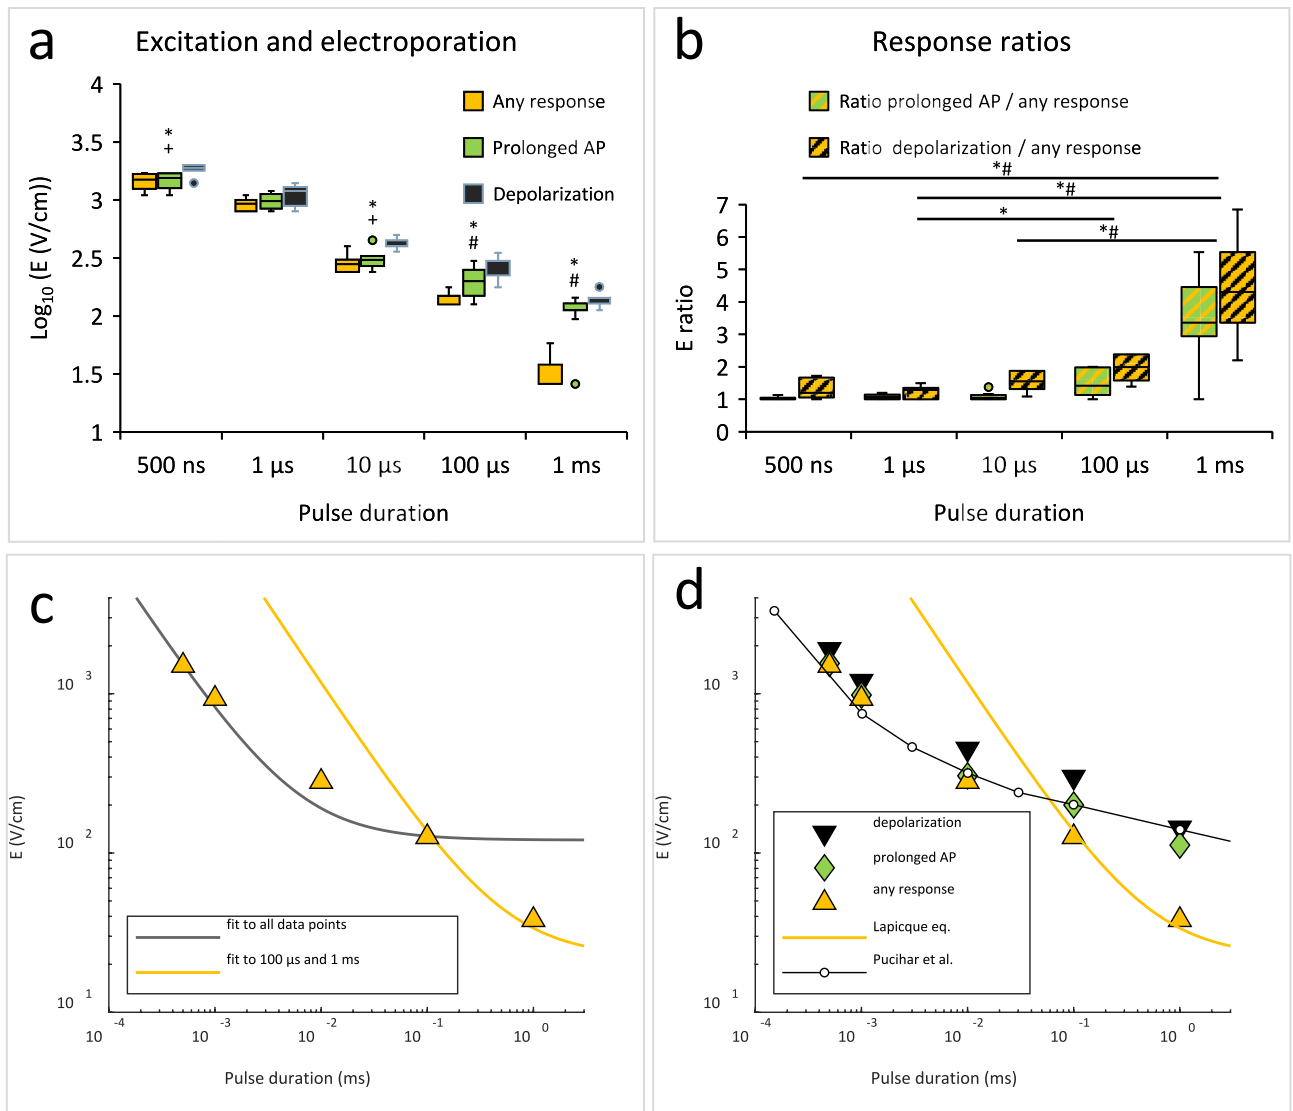 a
Excitation and electroporation
4
3.5
3
2.5
2
1.5
1
Log10 (E (V/cm))
Any response
Prolonged AP
Depolarization
*
+
*
+
*
#
*
#
500 ns
1 µs
10 µs
100 µs
1 ms
Pulse duration
b
Response ratios
Ratio prolonged AP / any response
Ratio depolarization / any response
*#
*#
*
*#
7
6
5
4
3
2
1
0
E ratio
500 ns
1 µs
10 µs
100 µs
1 ms
Pulse duration
c
10 3
10 2
10 1
E (V/cm)
fit to all data points
fit to 100 µs and 1 ms
10 -4
10 -3
10 -2
10 -1
10 0
Pulse duration (ms)
d
10 3
10 2
10 1
E (V/cm)
depolarization
prolonged AP
any response
Lapicque eq.
Pucihar et al.
10 -4
10 -3
10 -2
10 -1
10 0
Pulse duration (ms)